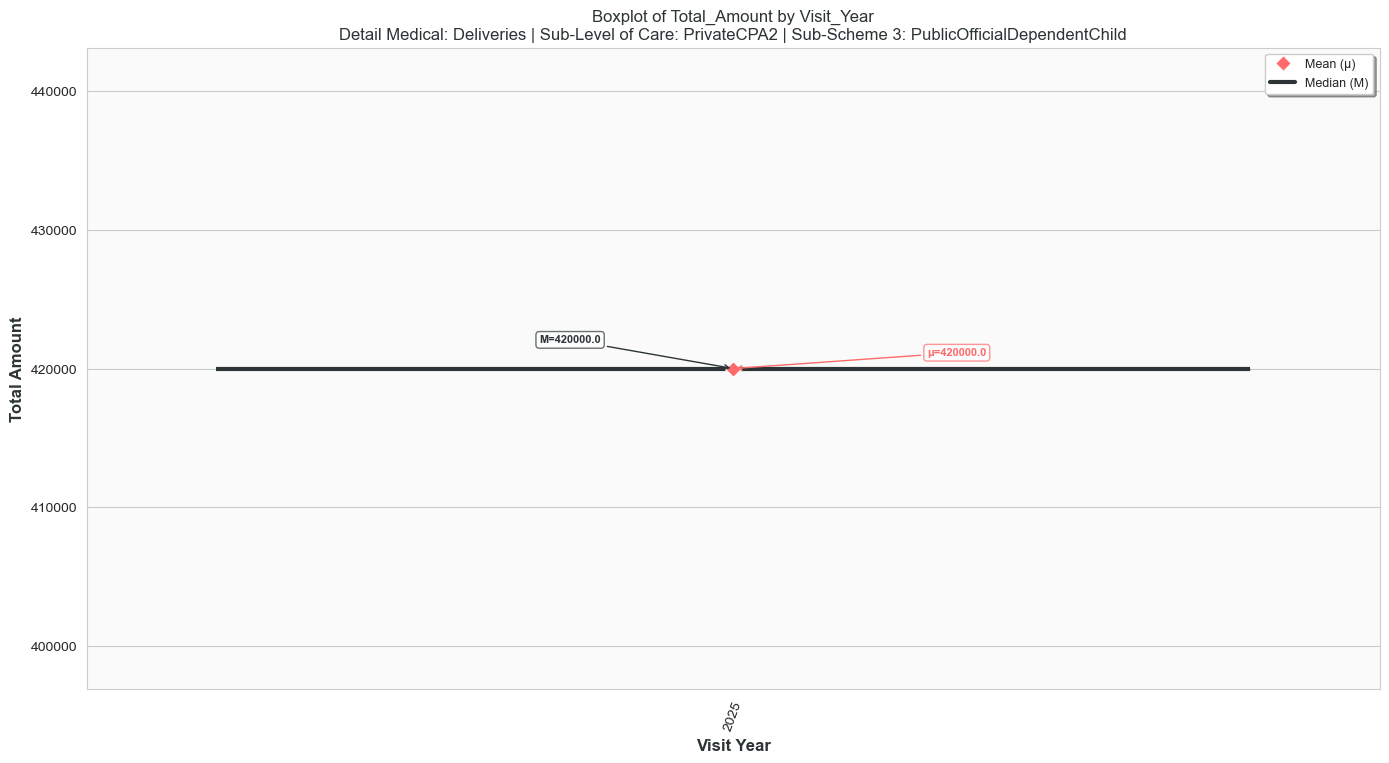 Boxplot of Total_Amount by Visit_Year
Detail Medical: Deliveries | Sub-Level of Care: PrivateCPA2 | Sub-Scheme 3: PublicOfficialDependentChild
Mean (μ)
Median (M)
440000
430000
420000
410000
400000
Total Amount
M=420000.0
μ=420000.0
2025
Visit Year